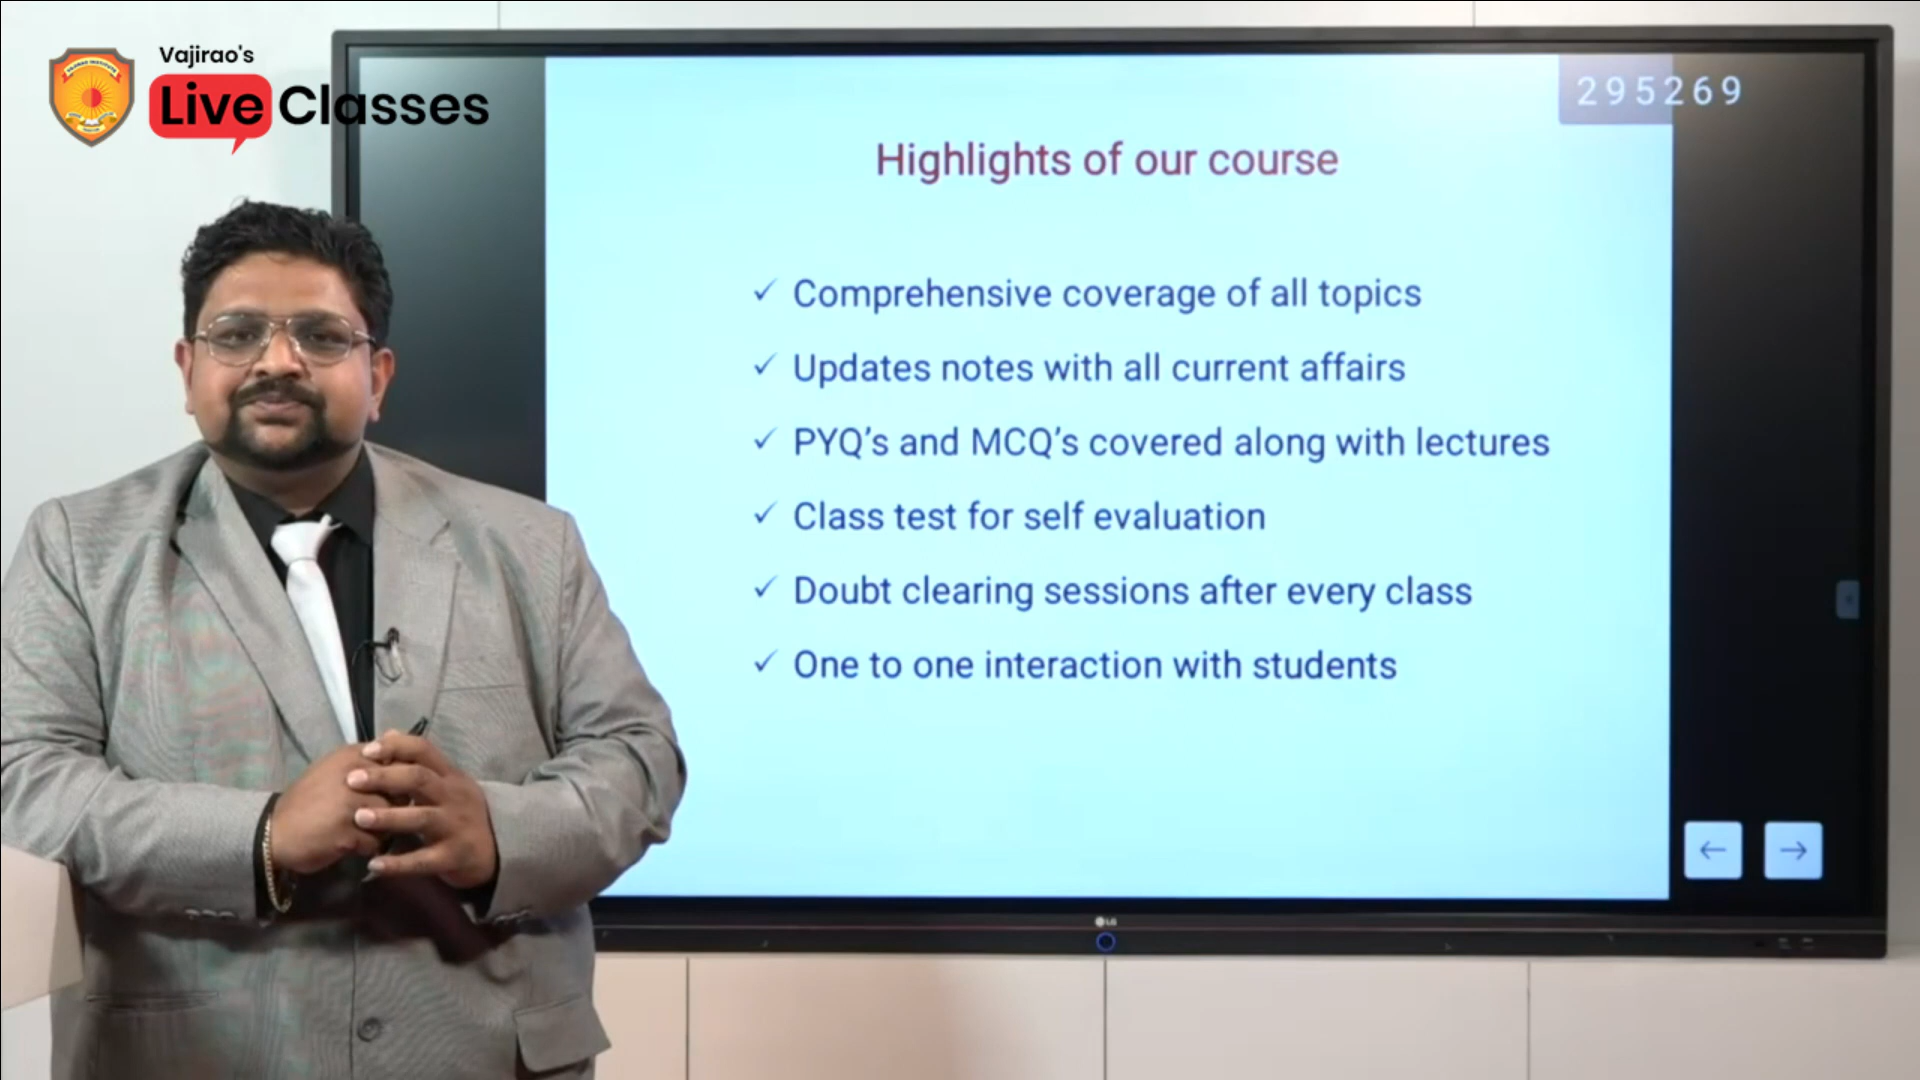 Vajirao's
Live Classes
295269
Highlights of our course
✓ Comprehensive coverage of all topics
✓ Updates notes with all current affairs
✓ PYQ’s and MCQ’s covered along with lectures
✓ Class test for self evaluation
✓ Doubt clearing sessions after every class
✓ One to one interaction with students
LG